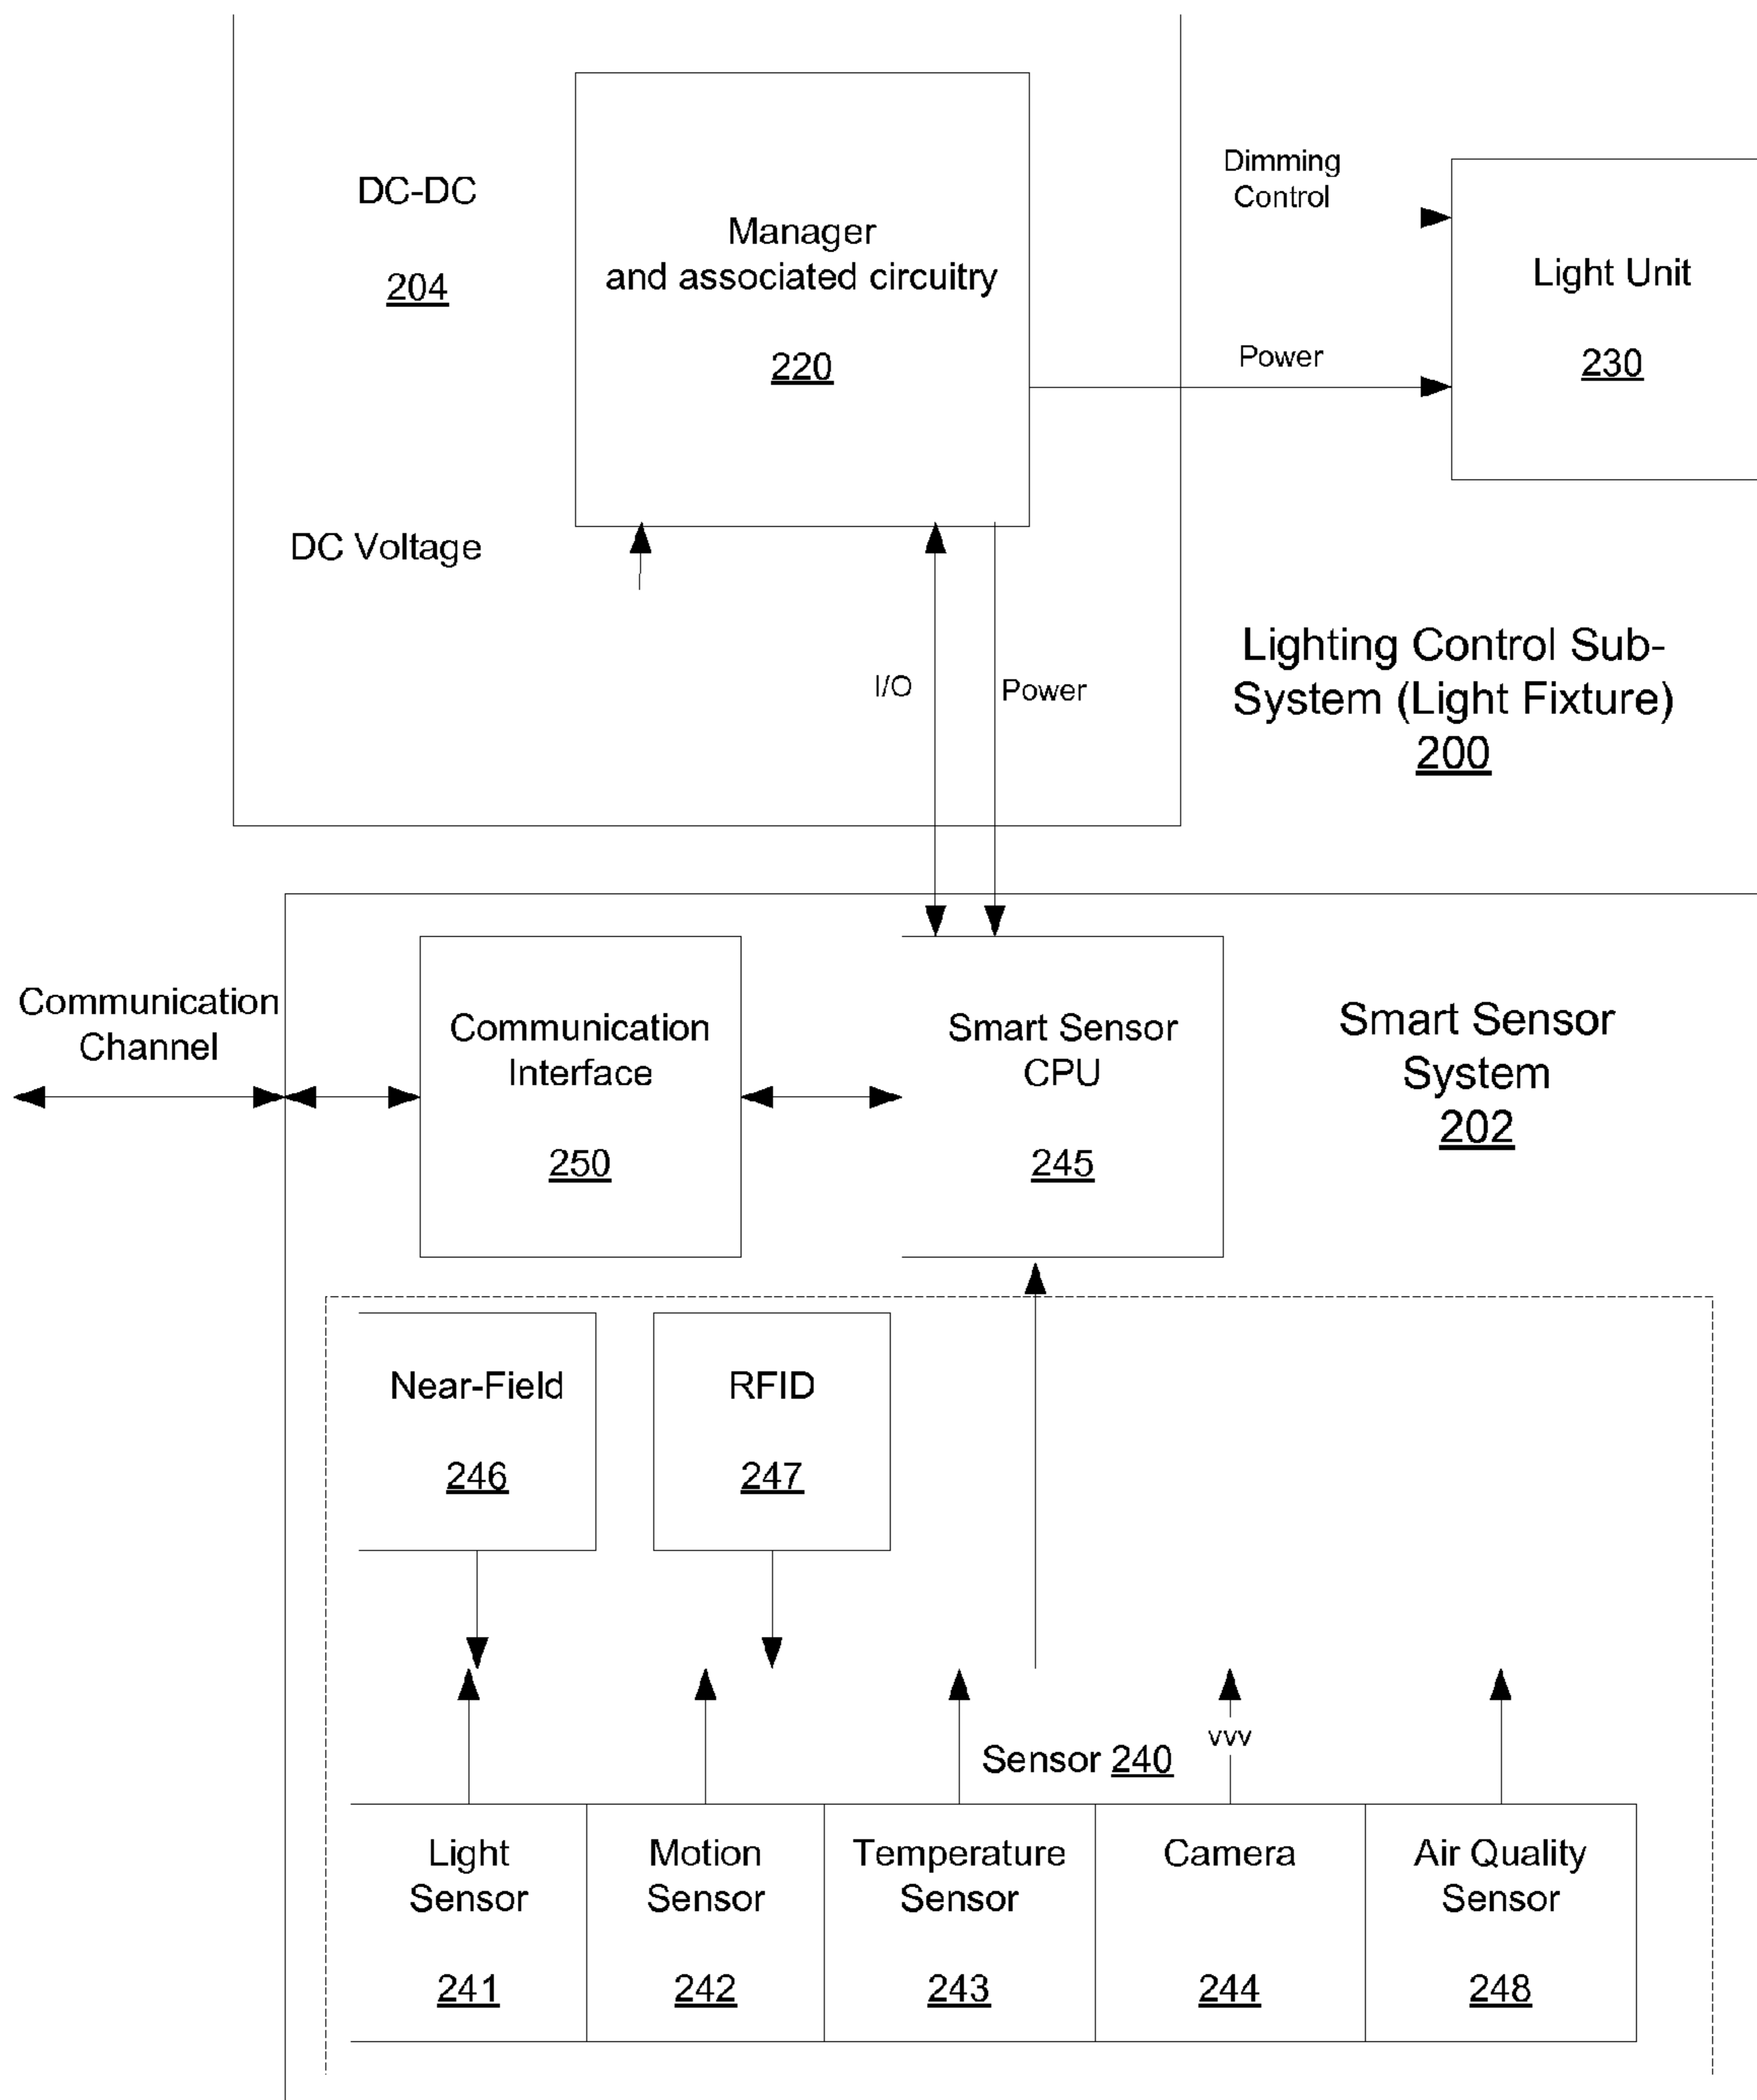 DC-DC
204
Manager
and associated circuitry
220
Dimming
Control
Light Unit
230
Power
DC Voltage
I/O
Power
Lighting Control Sub-
System (Light Fixture)
200
Communication
Channel
Communication
Interface
250
Smart Sensor
CPU
245
Smart Sensor
System
202
Near-Field
246
RFID
247
Sensor 240
vvv
Light
Sensor
241
Motion
Sensor
242
Temperature
Sensor
243
Camera
244
Air Quality
Sensor
248